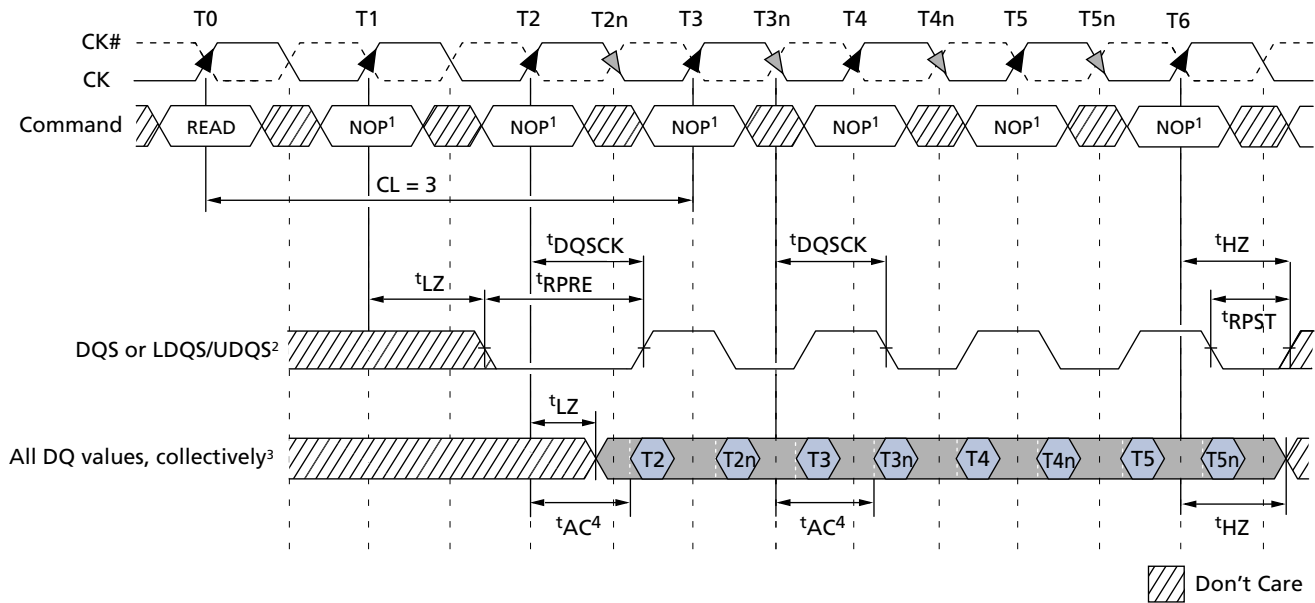 T0 T1 T2 T2n T3 T3n T4 T4n T5 T5n T6
CK#
CK
Command READ NOP¹ NOP¹ NOP¹ NOP¹ NOP¹ NOP¹
CL = 3
ᵗDQSCK ᵗDQSCK ᵗHZ
ᵗLZ ᵗRPRE
ᵗRPST
DQS or LDQS/UDQS²
ᵗLZ
All DQ values, collectively³ T2 T2n T3 T3n T4 T4n T5 T5n
ᵗAC⁴ ᵗAC⁴ ᵗHZ
Don't Care